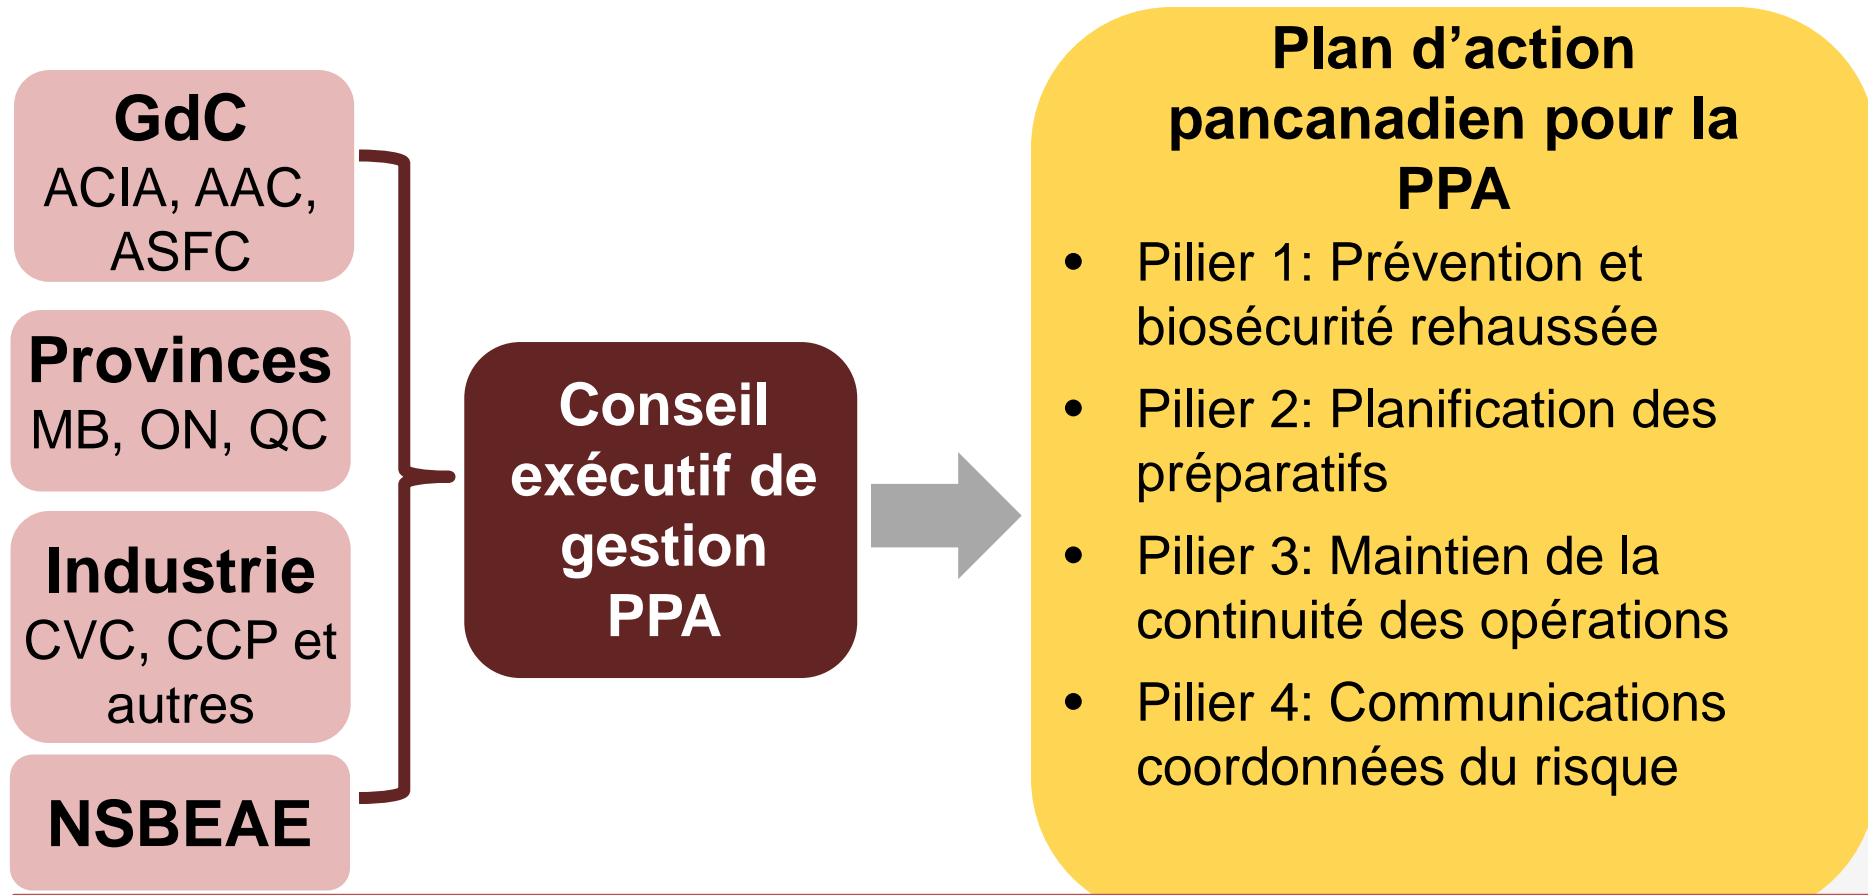 GdC
ACIA, AAC,
ASFC
Provinces
MB, ON, QC
Industrie
CVC, CCP et
autres
NSBEAE
Conseil
exécutif de
gestion
PPA
Plan d’action
pancanadien pour la
PPA
• Pilier 1: Prévention et
biosécurité rehaussée
• Pilier 2: Planification des
préparatifs
• Pilier 3: Maintien de la
continuité des opérations
• Pilier 4: Communications
coordonnées du risque